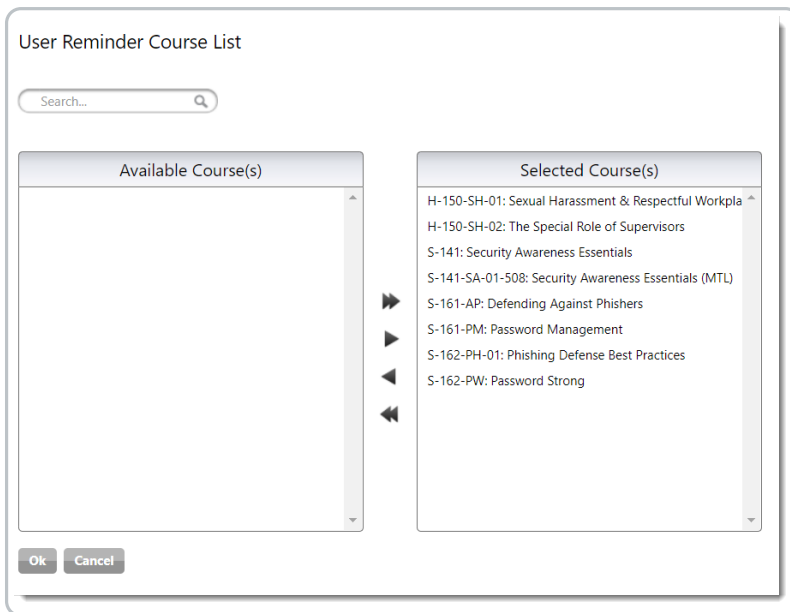 User Reminder Course List
Search...
Available Course(s)
Selected Course(s)
H-150-SH-01: Sexual Harassment & Respectful Workpla
H-150-SH-02: The Special Role of Supervisors
S-141: Security Awareness Essentials
S-141-SA-01-508: Security Awareness Essentials (MTL)
S-161-AP: Defending Against Phishers
S-161-PM: Password Management
S-162-PH-01: Phishing Defense Best Practices
S-162-PW: Password Strong
Ok
Cancel